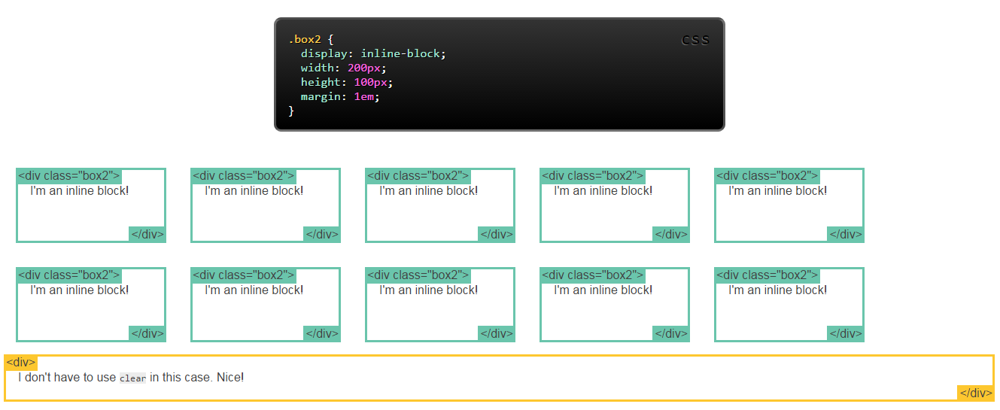 .box2 { CSS
  display: inline-block;
  width: 200px;
  height: 100px;
  margin: 1em;
}
<div class="box2"> <div class="box2"> <div class="box2"> <div class="box2"> <div class="box2">
I'm an inline block! I'm an inline block! I'm an inline block! I'm an inline block! I'm an inline block!
</div> </div> </div> </div> </div>
<div class="box2"> <div class="box2"> <div class="box2"> <div class="box2"> <div class="box2">
I'm an inline block! I'm an inline block! I'm an inline block! I'm an inline block! I'm an inline block!
</div> </div> </div> </div> </div>
<div>
I don't have to use clear in this case. Nice!
</div>